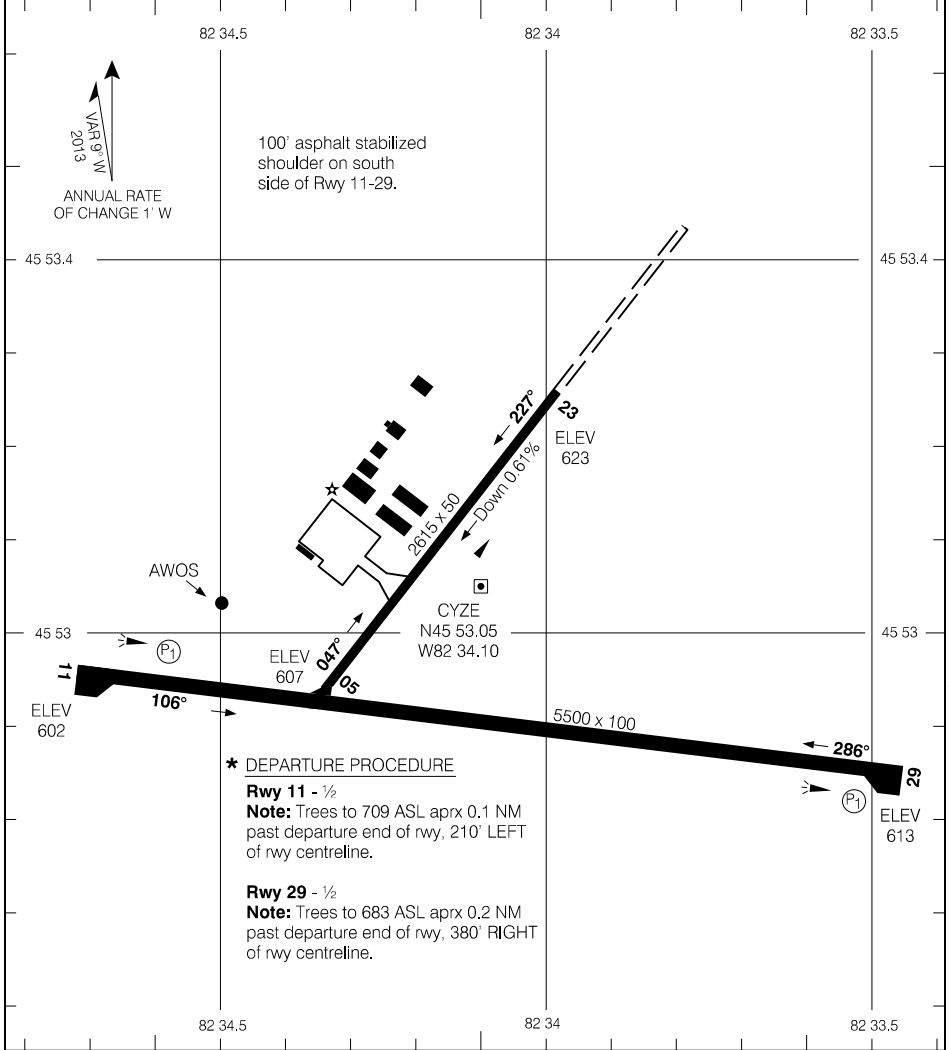 82 34.5
82 34
82 33.5
VAR 9° W
2013
ANNUAL RATE
OF CHANGE 1' W
100' asphalt stabilized
shoulder on south
side of Rwy 11-29.
45 53.4
45 53.4
227°
23
ELEV
623
Down 0.61%
2615 x 50
AWOS
CYZE
N45 53.05
W82 34.10
45 53
45 53
P1
ELEV
607
047°
05
11
ELEV
602
106°
5500 x 100
286°
29
P1
ELEV
613
* DEPARTURE PROCEDURE
Rwy 11 - ½
Note: Trees to 709 ASL aprx 0.1 NM
past departure end of rwy, 210' LEFT
of rwy centreline.
Rwy 29 - ½
Note: Trees to 683 ASL aprx 0.2 NM
past departure end of rwy, 380' RIGHT
of rwy centreline.
82 34.5
82 34
82 33.5